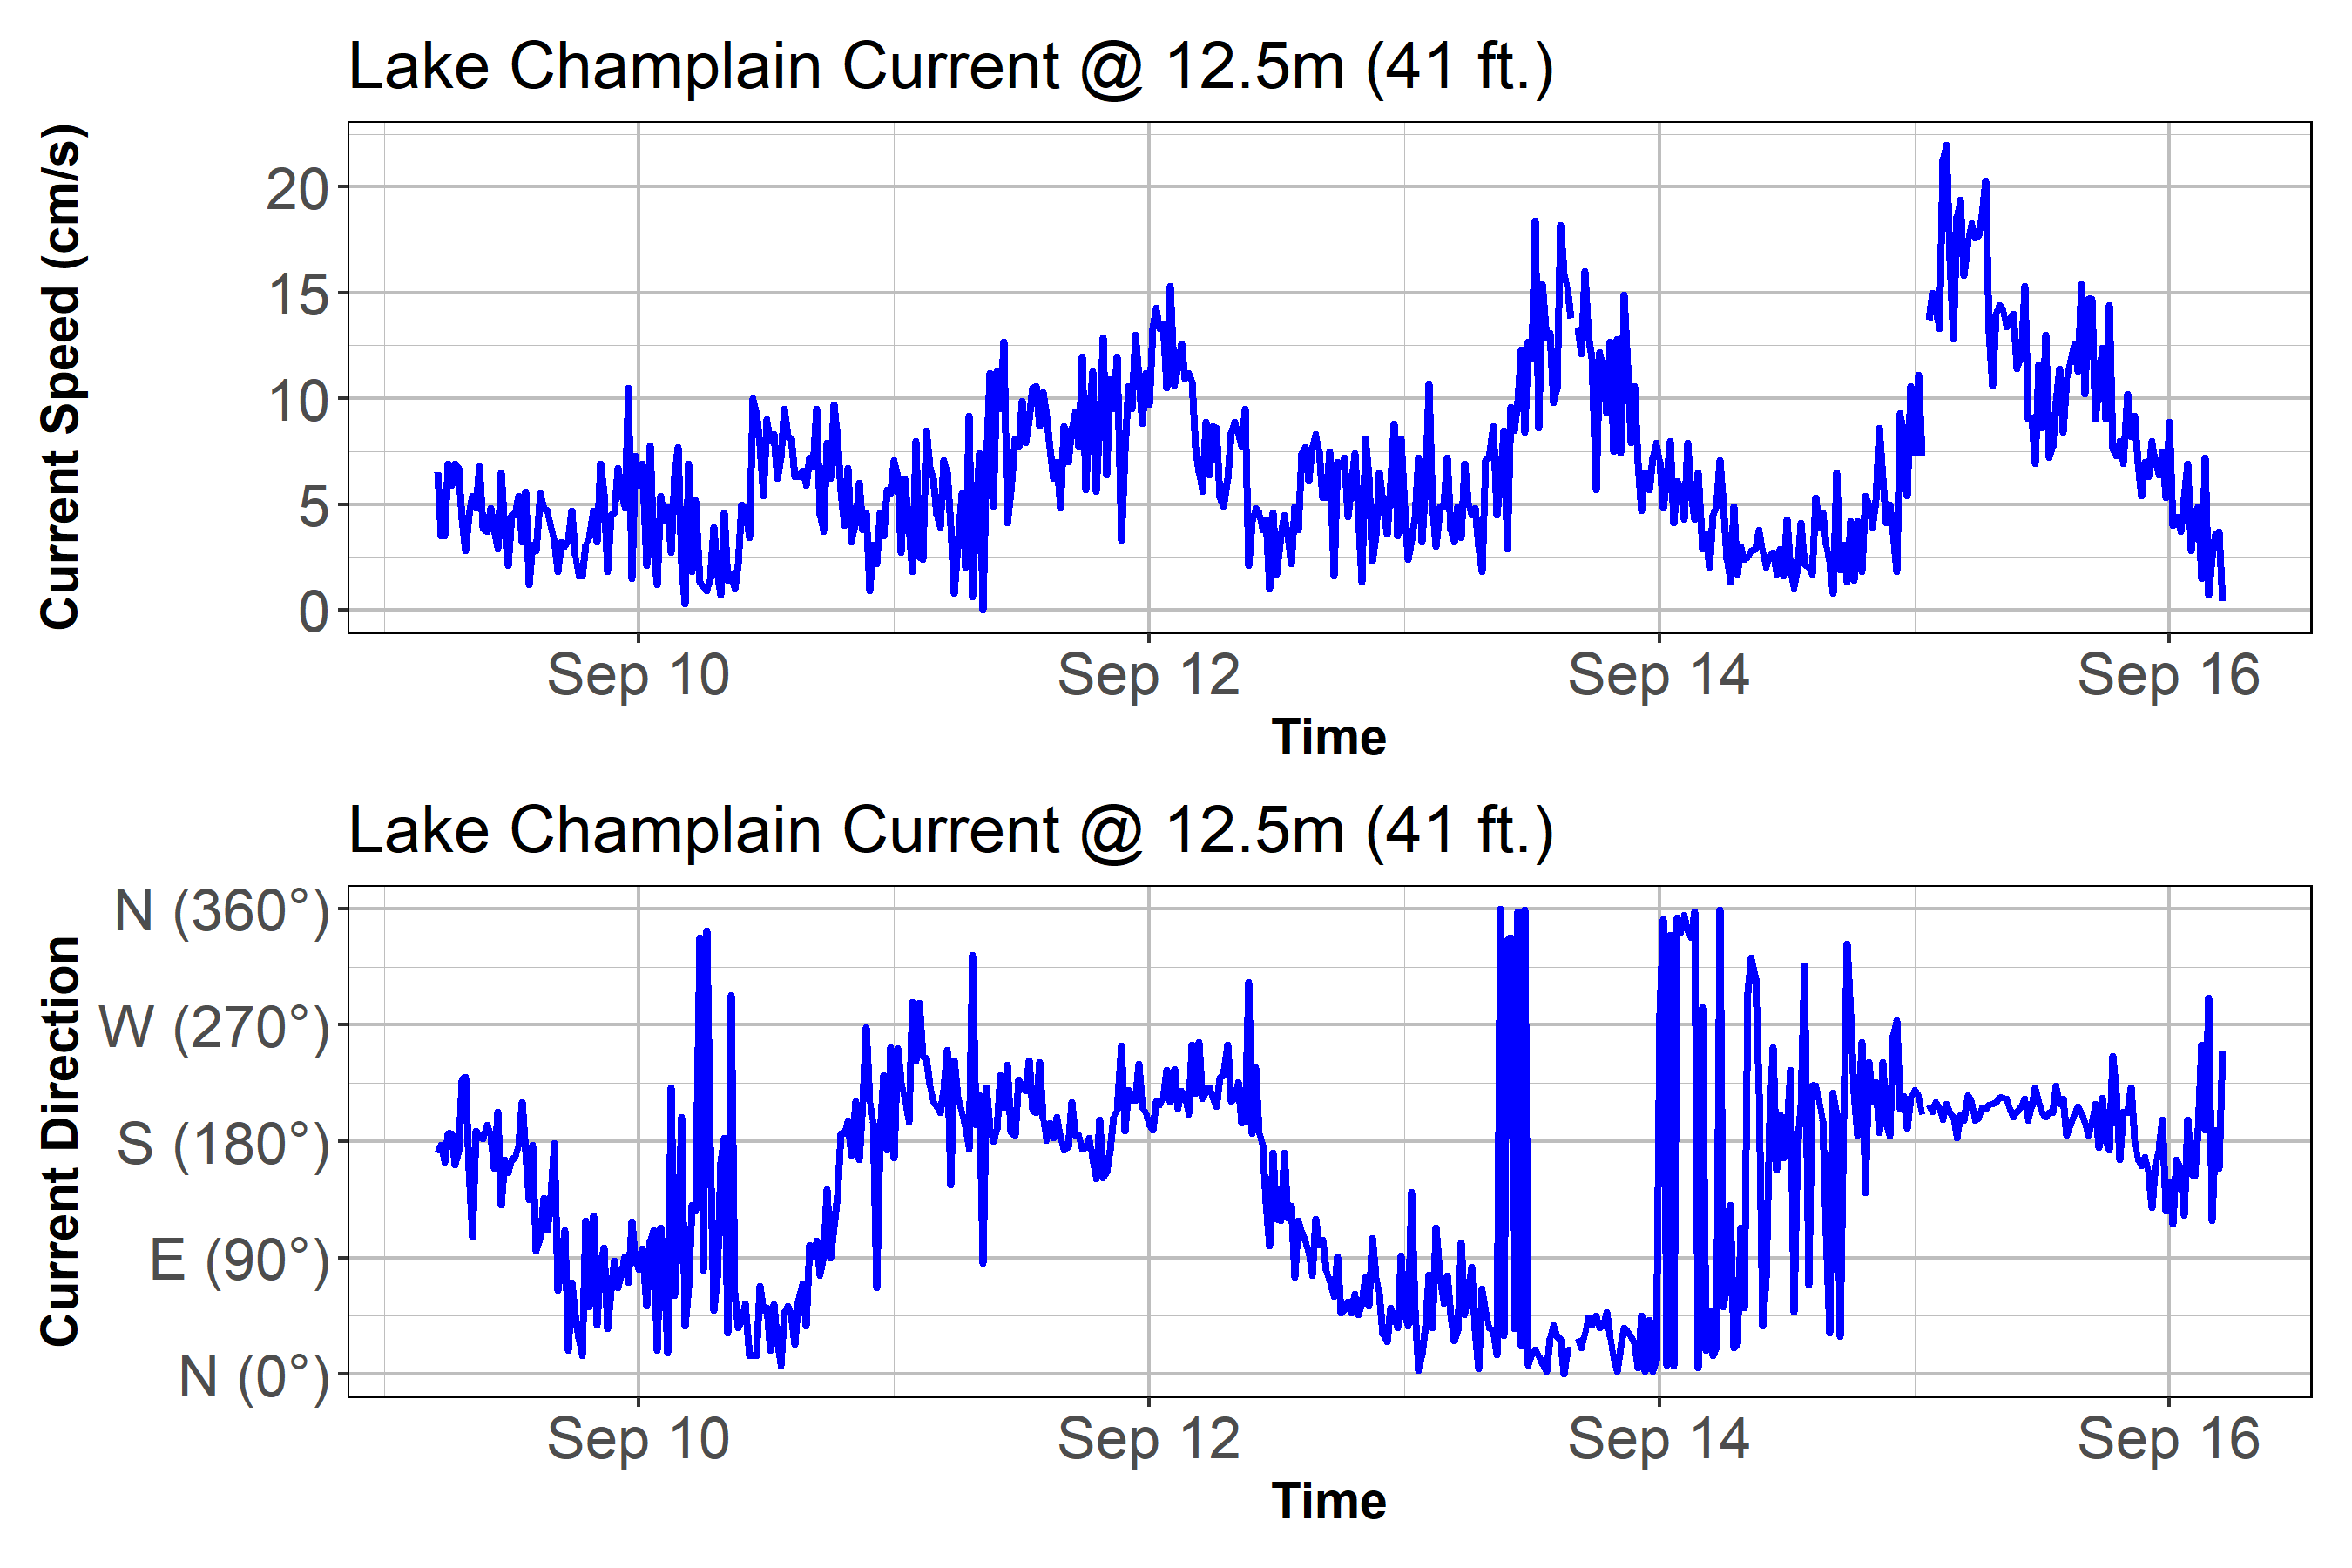 Lake Champlain Current @ 12.5m (41 ft.)
Current Speed (cm/s)
20
15
10
5
0
Sep 10 Sep 12 Sep 14 Sep 16
Time
Lake Champlain Current @ 12.5m (41 ft.)
Current Direction
N (360°)
W (270°)
S (180°)
E (90°)
N (0°)
Sep 10 Sep 12 Sep 14 Sep 16
Time